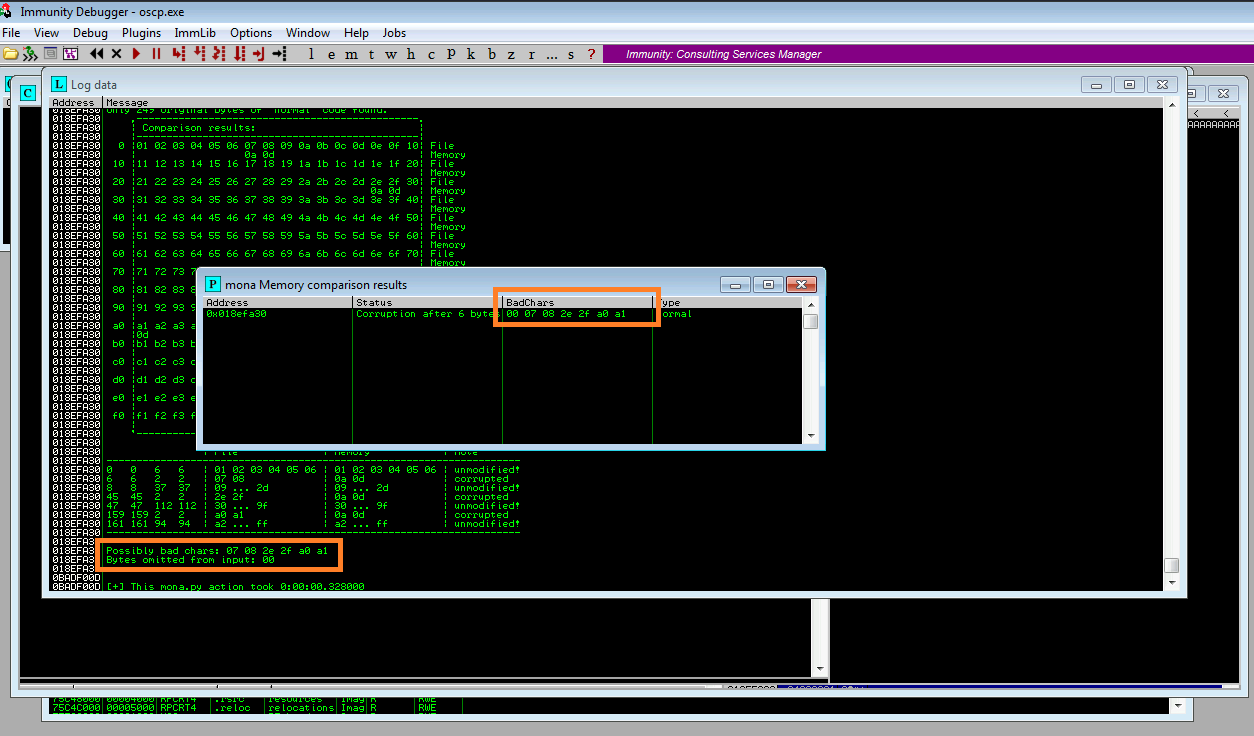 Immunity Debugger - oscp.exe
File View Debug Plugins ImmLib Options Window Help Jobs
l e m t w h c P k b z r ... s ? Immunity: Consulting Services Manager
L Log data
C
Address Message
018EFA30 Only 249 original bytes of "normal" code found.
018EFA30
018EFA30 Comparison results:
018EFA30
018EFA30 0 01 02 03 04 05 06 07 08 09 0a 0b 0c 0d 0e 0f 10 File
018EFA30 0a 0d Memory
018EFA30 10 11 12 13 14 15 16 17 18 19 1a 1b 1c 1d 1e 1f 20 File
018EFA30 Memory
018EFA30 20 21 22 23 24 25 26 27 28 29 2a 2b 2c 2d 2e 2f 30 File
018EFA30 0a 0d Memory
018EFA30 30 31 32 33 34 35 36 37 38 39 3a 3b 3c 3d 3e 3f 40 File
018EFA30 Memory
018EFA30 40 41 42 43 44 45 46 47 48 49 4a 4b 4c 4d 4e 4f 50 File
018EFA30 Memory
018EFA30 50 51 52 53 54 55 56 57 58 59 5a 5b 5c 5d 5e 5f 60 File
018EFA30 Memory
018EFA30 60 61 62 63 64 65 66 67 68 69 6a 6b 6c 6d 6e 6f 70 File
018EFA30 Memory
018EFA30 70 71 72 73 7
018EFA30
018EFA30 80 81 82 83 8
018EFA30
018EFA30 90 91 92 93 9
018EFA30
018EFA30 a0 a1 a2 a3 a
018EFA30 0d
018EFA30 b0 b1 b2 b3 b
018EFA30
018EFA30 c0 c1 c2 c3 c
018EFA30
018EFA30 d0 d1 d2 d3 d
018EFA30
018EFA30 e0 e1 e2 e3 e
018EFA30
018EFA30 f0 f1 f2 f3 f
018EFA30
018EFA30
018EFA30
P mona Memory comparison results
Address Status BadChars Type
0x018efa30 Corruption after 6 bytes 00 07 08 2e 2f a0 a1 normal
018EFA30 File Memory Note
018EFA30
018EFA30 0 0 6 6 01 02 03 04 05 06 01 02 03 04 05 06 unmodified!
018EFA30 6 6 2 2 07 08 0a 0d corrupted
018EFA30 8 8 37 37 09 ... 2d 09 ... 2d unmodified!
018EFA30 45 45 2 2 2e 2f 0a 0d corrupted
018EFA30 47 47 112 112 30 ... 9f 30 ... 9f unmodified!
018EFA30 159 159 2 2 a0 a1 0a 0d corrupted
018EFA30 161 161 94 94 a2 ... ff a2 ... ff unmodified!
018EFA30
018EFA3
018EFA3 Possibly bad chars: 07 08 2e 2f a0 a1
018EFA3 Bytes omitted from input: 00
018EFA3
0BADF00D
0BADF00D [+] This mona.py action took 0:00:00.328000
75C4C000 00005000 RPCRT4 .reloc relocations Imag R RWE